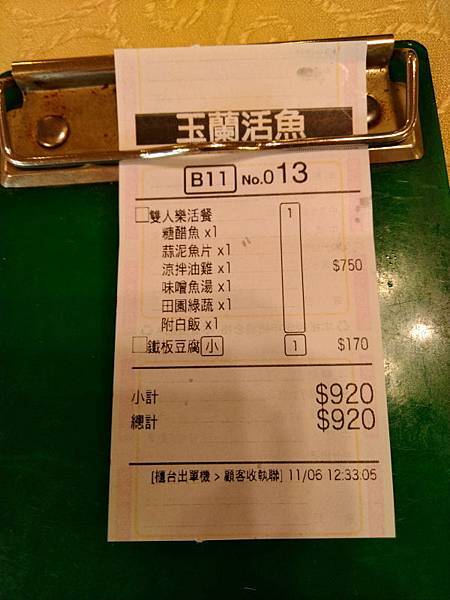 玉蘭活魚
B11 No.013
雙人樂活餐 1
糖醋魚 x1
蒜泥魚片 x1
涼拌油雞 x1 $750
味噌魚湯 x1
田園綠蔬 x1
附白飯 x1
鐵板豆腐 小 1 $170
小計 $920
總計 $920
[櫃台出單機 > 顧客收執聯] 11/06 12:33:05